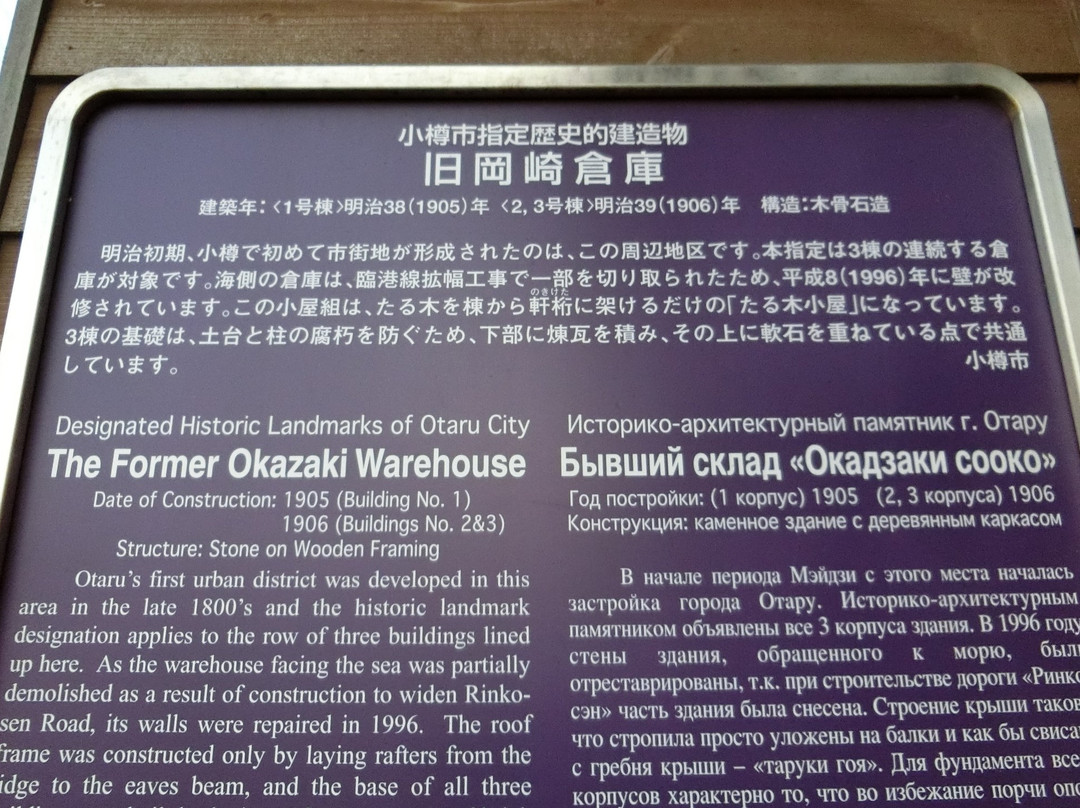 小樽市指定歴史的建造物
旧岡崎倉庫
建築年：〈1号棟〉明治38(1905)年 〈2, 3号棟〉明治39(1906)年 構造：木骨石造
明治初期、小樽で初めて市街地が形成されたのは、この周辺地区です。本指定は3棟の連続する倉
庫が対象です。海側の倉庫は、臨港線拡幅工事で一部を切り取られたため、平成8(1996)年に壁が改
のきけた
修されています。この小屋組は、たる木を棟から軒桁に架けるだけの「たる木小屋」になっています。
3棟の基礎は、土台と柱の腐朽を防ぐため、下部に煉瓦を積み、その上に軟石を重ねている点で共通
しています。 小樽市
Designated Historic Landmarks of Otaru City
The Former Okazaki Warehouse
Date of Construction: 1905 (Building No. 1)
1906 (Buildings No. 2&3)
Structure: Stone on Wooden Framing
Otaru's first urban district was developed in this
area in the late 1800's and the historic landmark
designation applies to the row of three buildings lined
up here. As the warehouse facing the sea was partially
demolished as a result of construction to widen Rinko-
sen Road, its walls were repaired in 1996. The roof
frame was constructed only by laying rafters from the
idge to the eaves beam, and the base of all three
Историко-архитектурный памятник г. Отару
Бывший склад «Окадзаки сооко»
Год постройки: (1 корпус) 1905 (2, 3 корпуса) 1906
Конструкция: каменное здание с деревянным каркасом
В начале периода Мэйдзи с этого места началась
застройка города Отару. Историко-архитектурным
памятником объявлены все 3 корпуса здания. В 1996 году
стены здания, обращенного к морю, был
отреставрированы, т.к. при строительстве дороги «Ринко
сэн» часть здания была снесена. Строение крыши таков
что стропила просто уложены на балки и как бы свиса
с гребня крыши – «таруки гоя». Для фундамента все
корпусов характерно то, что во избежание порчи опо